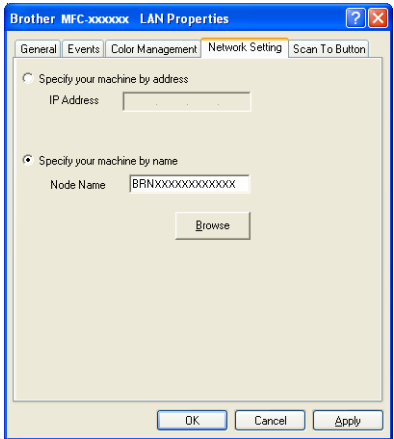 Brother MFC-xxxxxx LAN Properties
General Events Color Management Network Setting Scan To Button
Specify your machine by address
IP Address . . .
Specify your machine by name
Node Name BRNXXXXXXXXXXXX
Browse
OK Cancel Apply